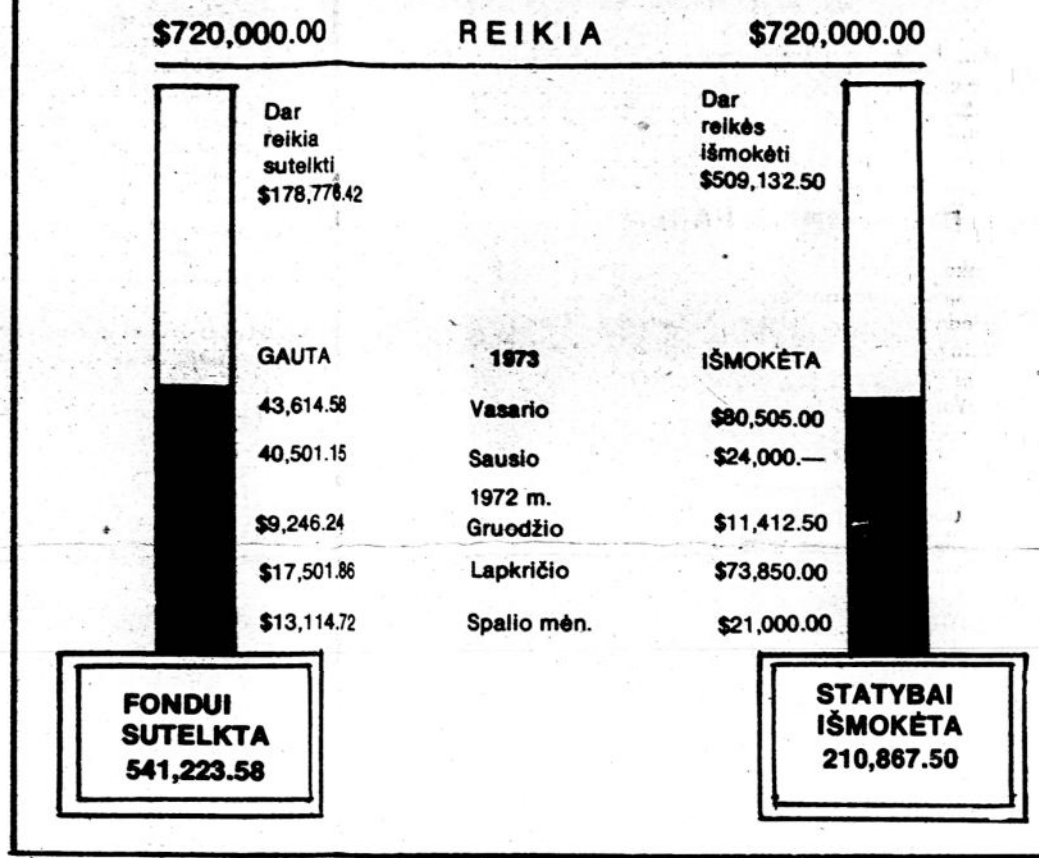 $720,000.00 REIKIA $720,000.00
Dar
reikia
sutelkti
$178,776.42
Dar
reikės
išmokėti
$509,132.50
GAUTA 1973 IŠMOKĖTA
43,614.58 Vasario $80,505.00
40,501.15 Sausio $24,000.—
1972 m.
$9,246.24 Gruodžio $11,412.50
$17,501.86 Lapkričio $73,850.00
$13,114.72 Spalio mėn. $21,000.00
FONDUI
SUTELKTA
541,223.58
STATYBAI
IŠMOKĖTA
210,867.50